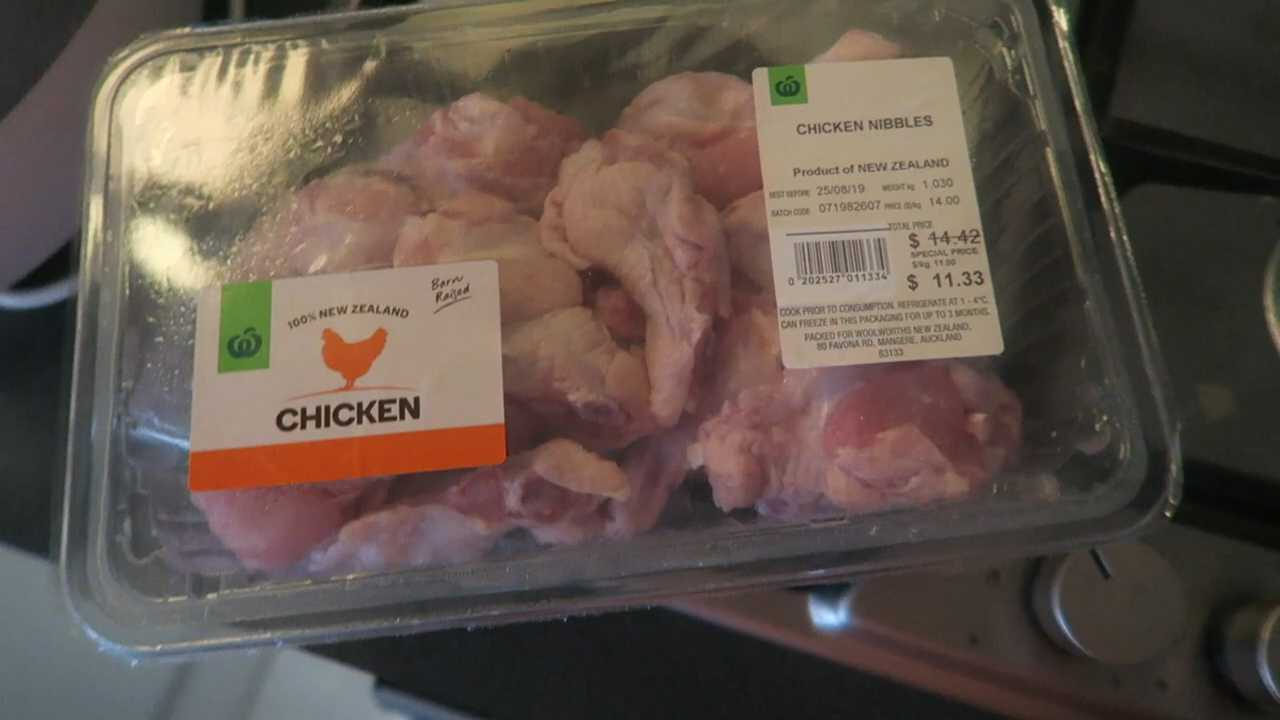 CHICKEN NIBBLES
Product of NEW ZEALAND
BEST BEFORE 25/08/19 WEIGHT kg 1.030
BATCH CODE 071982607 PRICE ($)/kg 14.00
TOTAL PRICE
$ 14.42
SPECIAL PRICE
$/kg 11.00
$ 11.33
0 202527 011334
COOK PRIOR TO CONSUMPTION. REFRIGERATE AT 1 - 4°C.
CAN FREEZE IN THIS PACKAGING FOR UP TO 3 MONTHS.
PACKED FOR WOOLWORTHS NEW ZEALAND,
80 FAVONA RD, MANGERE, AUCKLAND
83133
Barn
Raised
100% NEW ZEALAND
CHICKEN